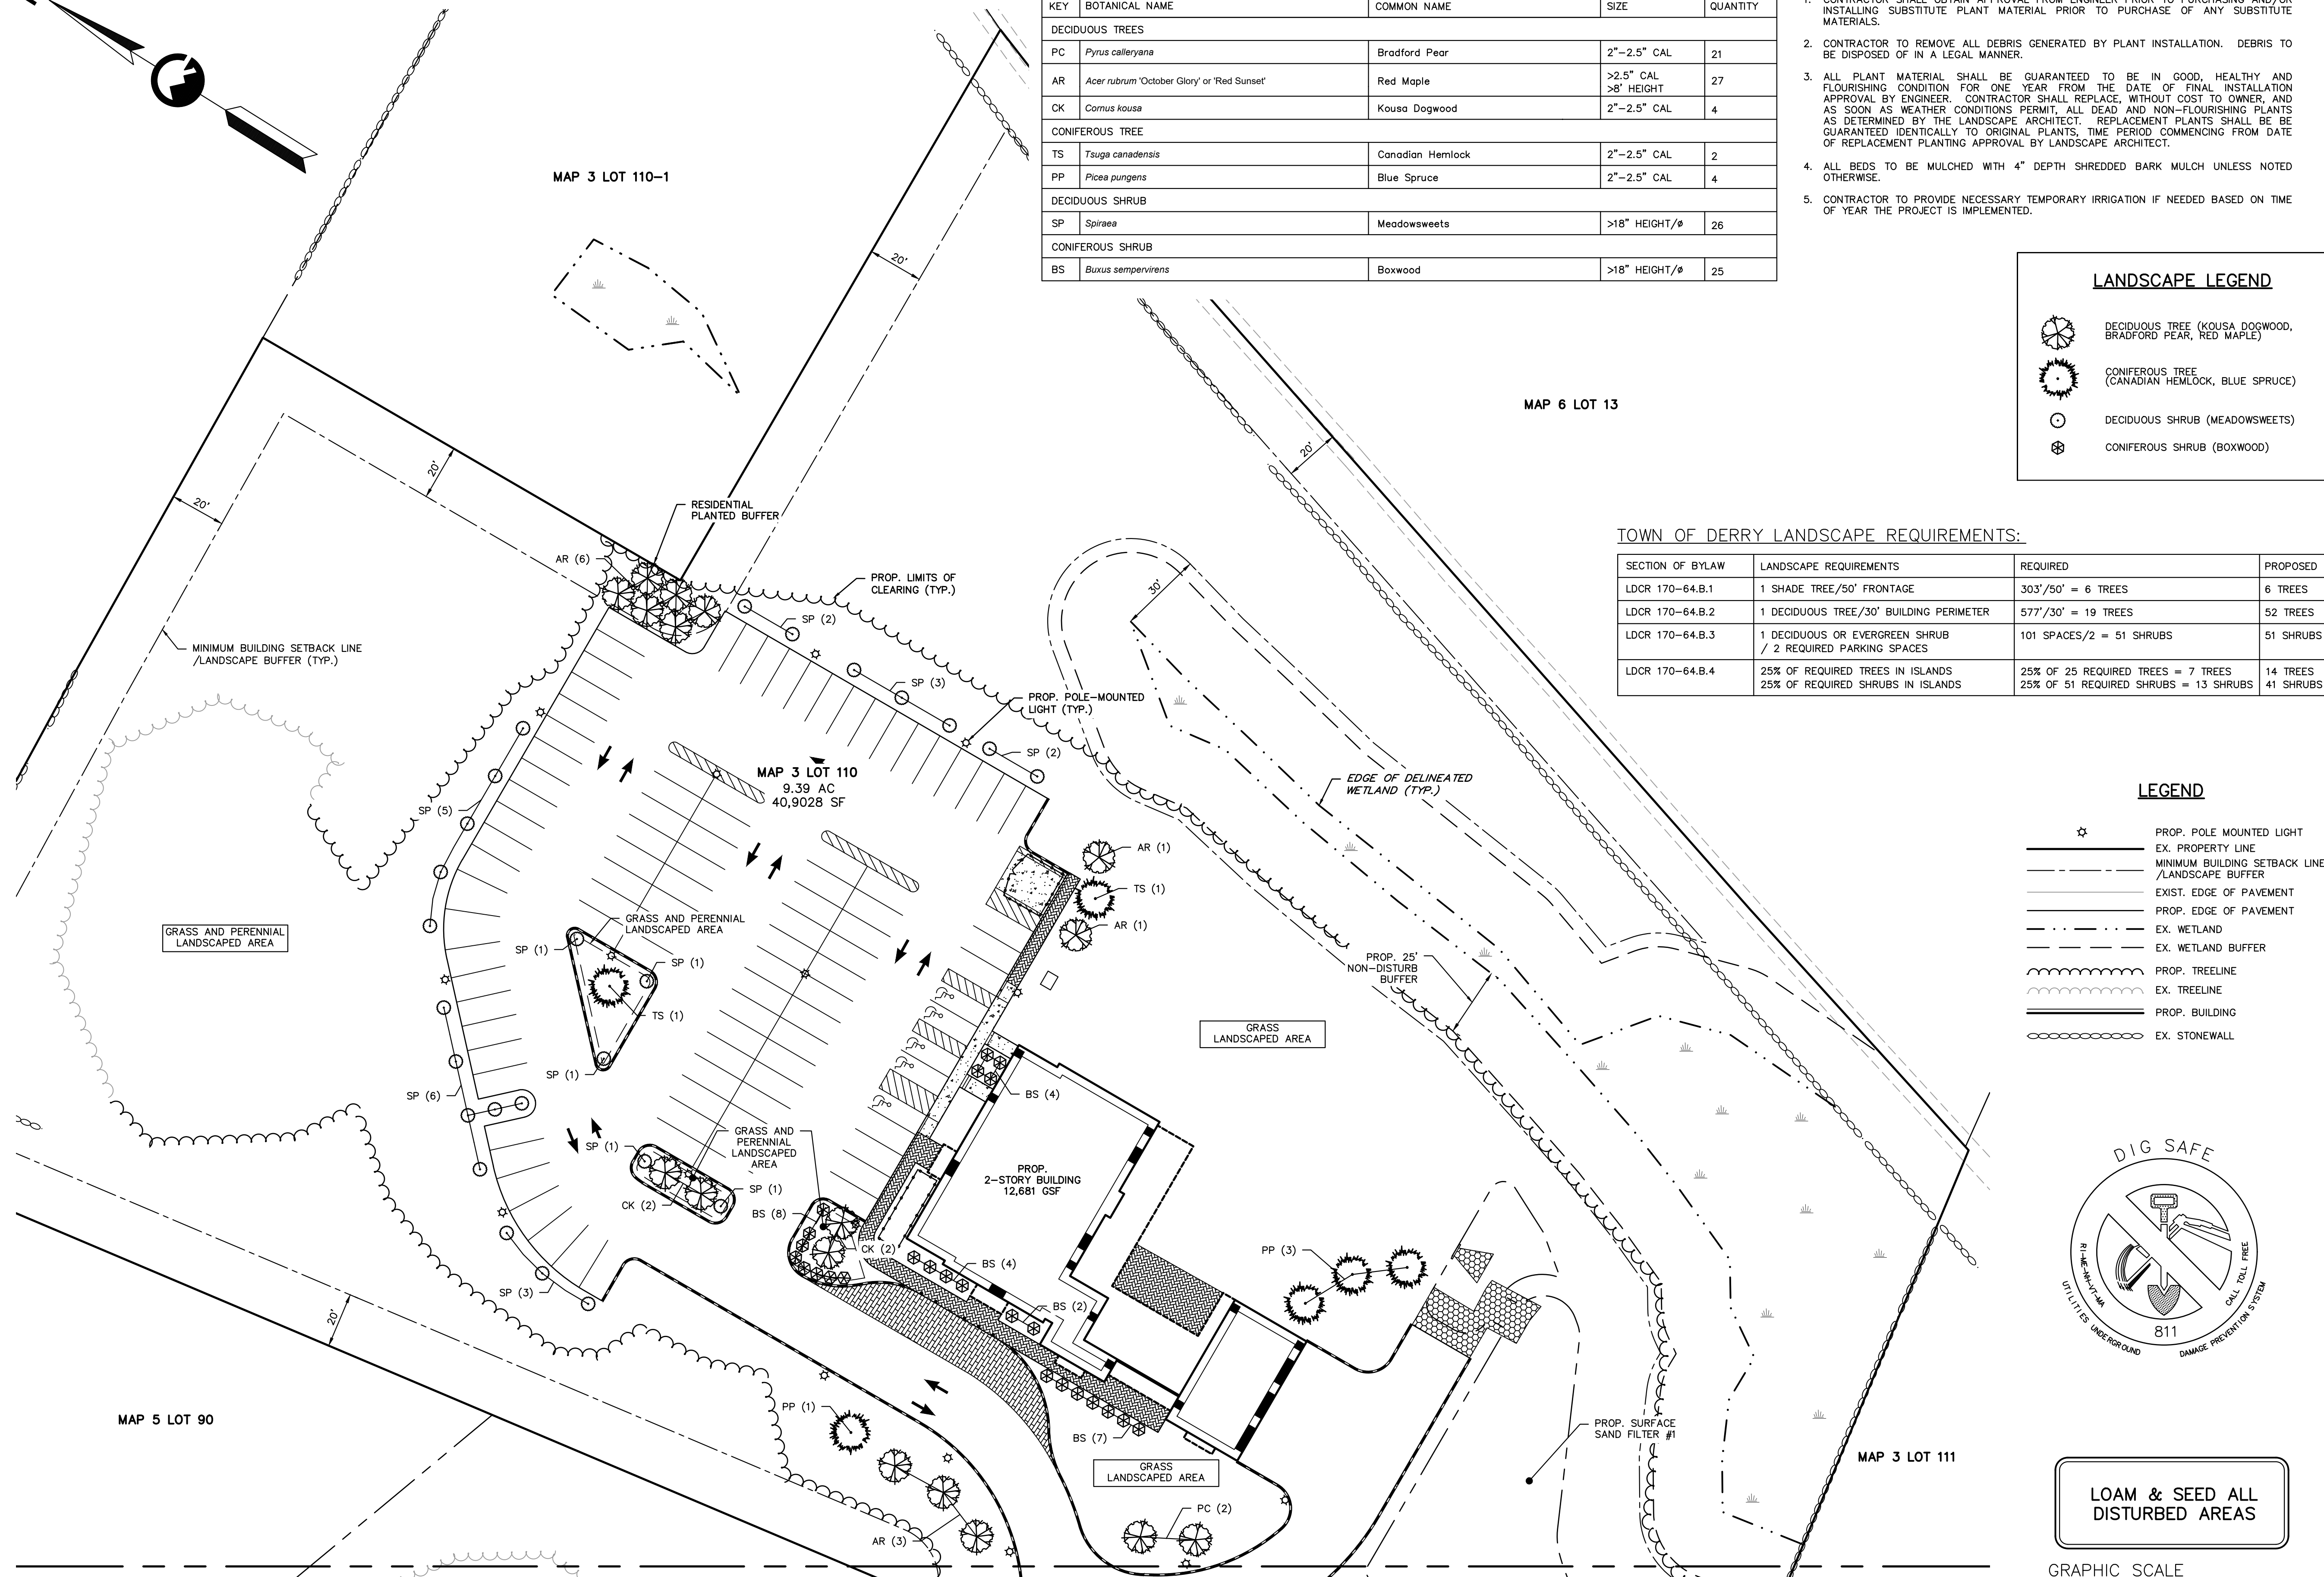 KEY BOTANICAL NAME COMMON NAME SIZE QUANTITY
DECIDUOUS TREES
PC Pyrus calleryana Bradford Pear 2"-2.5" CAL 21
AR Acer rubrum 'October Glory' or 'Red Sunset' Red Maple >2.5" CAL >8' HEIGHT 27
CK Cornus kousa Kousa Dogwood 2"-2.5" CAL 4
CONIFEROUS TREE
TS Tsuga canadensis Canadian Hemlock 2"-2.5" CAL 2
PP Picea pungens Blue Spruce 2"-2.5" CAL 4
DECIDUOUS SHRUB
SP Spiraea Meadowsweets >18" HEIGHT/ø 26
CONIFEROUS SHRUB
BS Buxus sempervirens Boxwood >18" HEIGHT/ø 25
1. CONTRACTOR SHALL OBTAIN APPROVAL FROM ENGINEER PRIOR TO PURCHASING AND/OR
INSTALLING SUBSTITUTE PLANT MATERIAL PRIOR TO PURCHASE OF ANY SUBSTITUTE
MATERIALS.
2. CONTRACTOR TO REMOVE ALL DEBRIS GENERATED BY PLANT INSTALLATION. DEBRIS TO
BE DISPOSED OF IN A LEGAL MANNER.
3. ALL PLANT MATERIAL SHALL BE GUARANTEED TO BE IN GOOD, HEALTHY AND
FLOURISHING CONDITION FOR ONE YEAR FROM THE DATE OF FINAL INSTALLATION
APPROVAL BY ENGINEER. CONTRACTOR SHALL REPLACE, WITHOUT COST TO OWNER, AND
AS SOON AS WEATHER CONDITIONS PERMIT, ALL DEAD AND NON-FLOURISHING PLANTS
AS DETERMINED BY THE LANDSCAPE ARCHITECT. REPLACEMENT PLANTS SHALL BE BE
GUARANTEED IDENTICALLY TO ORIGINAL PLANTS, TIME PERIOD COMMENCING FROM DATE
OF REPLACEMENT PLANTING APPROVAL BY LANDSCAPE ARCHITECT.
4. ALL BEDS TO BE MULCHED WITH 4" DEPTH SHREDDED BARK MULCH UNLESS NOTED
OTHERWISE.
5. CONTRACTOR TO PROVIDE NECESSARY TEMPORARY IRRIGATION IF NEEDED BASED ON TIME
OF YEAR THE PROJECT IS IMPLEMENTED.
LANDSCAPE LEGEND
DECIDUOUS TREE (KOUSA DOGWOOD,
BRADFORD PEAR, RED MAPLE)
CONIFEROUS TREE
(CANADIAN HEMLOCK, BLUE SPRUCE)
DECIDUOUS SHRUB (MEADOWSWEETS)
CONIFEROUS SHRUB (BOXWOOD)
TOWN OF DERRY LANDSCAPE REQUIREMENTS:
SECTION OF BYLAW LANDSCAPE REQUIREMENTS REQUIRED PROPOSED
LDCR 170-64.B.1 1 SHADE TREE/50' FRONTAGE 303'/50' = 6 TREES 6 TREES
LDCR 170-64.B.2 1 DECIDUOUS TREE/30' BUILDING PERIMETER 577'/30' = 19 TREES 52 TREES
LDCR 170-64.B.3 1 DECIDUOUS OR EVERGREEN SHRUB 101 SPACES/2 = 51 SHRUBS 51 SHRUBS
/ 2 REQUIRED PARKING SPACES
LDCR 170-64.B.4 25% OF REQUIRED TREES IN ISLANDS 25% OF 25 REQUIRED TREES = 7 TREES 14 TREES
25% OF REQUIRED SHRUBS IN ISLANDS 25% OF 51 REQUIRED SHRUBS = 13 SHRUBS 41 SHRUBS
LEGEND
PROP. POLE MOUNTED LIGHT
EX. PROPERTY LINE
MINIMUM BUILDING SETBACK LINE
/LANDSCAPE BUFFER
EXIST. EDGE OF PAVEMENT
PROP. EDGE OF PAVEMENT
EX. WETLAND
EX. WETLAND BUFFER
PROP. TREELINE
EX. TREELINE
PROP. BUILDING
EX. STONEWALL
DIG SAFE
RI-ME-NH-VT-MA
CALL TOLL FREE
811
UTILITIES UNDERGROUND
DAMAGE PREVENTION SYSTEM
LOAM & SEED ALL
DISTURBED AREAS
GRAPHIC SCALE
MAP 3 LOT 110-1
MAP 6 LOT 13
20'
20'
20'
20'
RESIDENTIAL
PLANTED BUFFER
AR (6)
PROP. LIMITS OF
CLEARING (TYP.)
30'
SP (2)
MINIMUM BUILDING SETBACK LINE
/LANDSCAPE BUFFER (TYP.)
SP (3)
PROP. POLE-MOUNTED
LIGHT (TYP.)
SP (2)
MAP 3 LOT 110
9.39 AC
40,9028 SF
EDGE OF DELINEATED
WETLAND (TYP.)
SP (5)
AR (1)
TS (1)
AR (1)
GRASS AND PERENNIAL
LANDSCAPED AREA
GRASS AND PERENNIAL
LANDSCAPED AREA
SP (1)
SP (1)
TS (1)
SP (1)
PROP. 25'
NON-DISTURB
BUFFER
GRASS
LANDSCAPED AREA
SP (6)
BS (4)
GRASS AND
PERENNIAL
LANDSCAPED
AREA
SP (1)
SP (1)
CK (2)
BS (8)
CK (2)
PROP.
2-STORY BUILDING
12,681 GSF
BS (4)
PP (3)
BS (2)
SP (3)
20'
PP (1)
BS (7)
MAP 5 LOT 90
PROP. SURFACE
SAND FILTER #1
MAP 3 LOT 111
GRASS
LANDSCAPED AREA
PC (2)
AR (3)